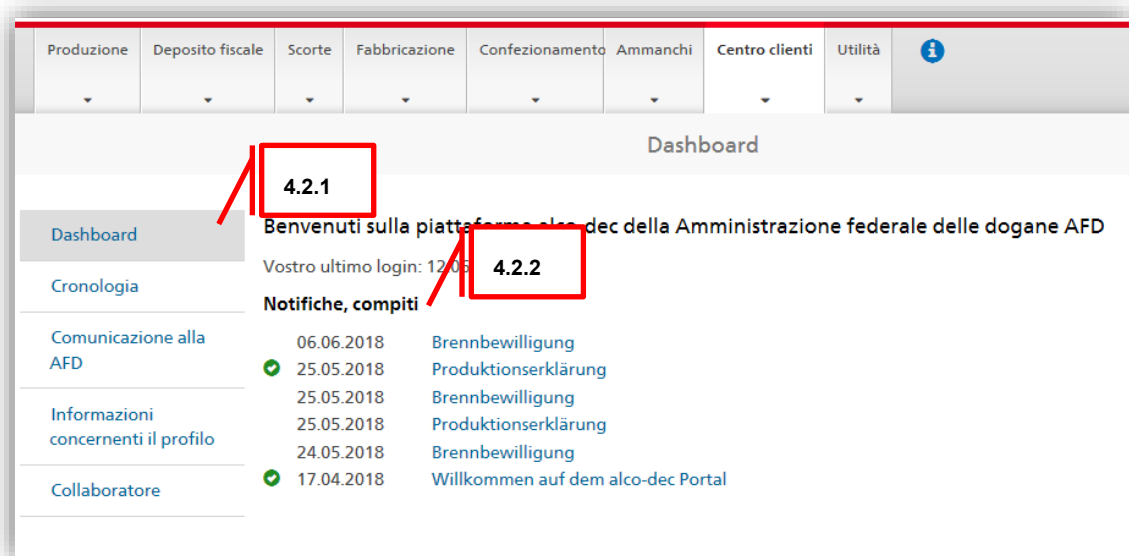 Produzione Deposito fiscale Scorte Fabbricazione Confezionamento Ammanchi Centro clienti Utilità
Dashboard
4.2.1
Dashboard
Cronologia
Comunicazione alla
AFD
Informazioni
concernenti il profilo
Collaboratore
Benvenuti sulla piattaforma alco-dec della Amministrazione federale delle dogane AFD
Vostro ultimo login:
4.2.2
Notifiche, compiti
06.06.2018 Brennbewilligung
25.05.2018 Produktionserklärung
25.05.2018 Brennbewilligung
25.05.2018 Produktionserklärung
24.05.2018 Brennbewilligung
17.04.2018 Willkommen auf dem alco-dec Portal